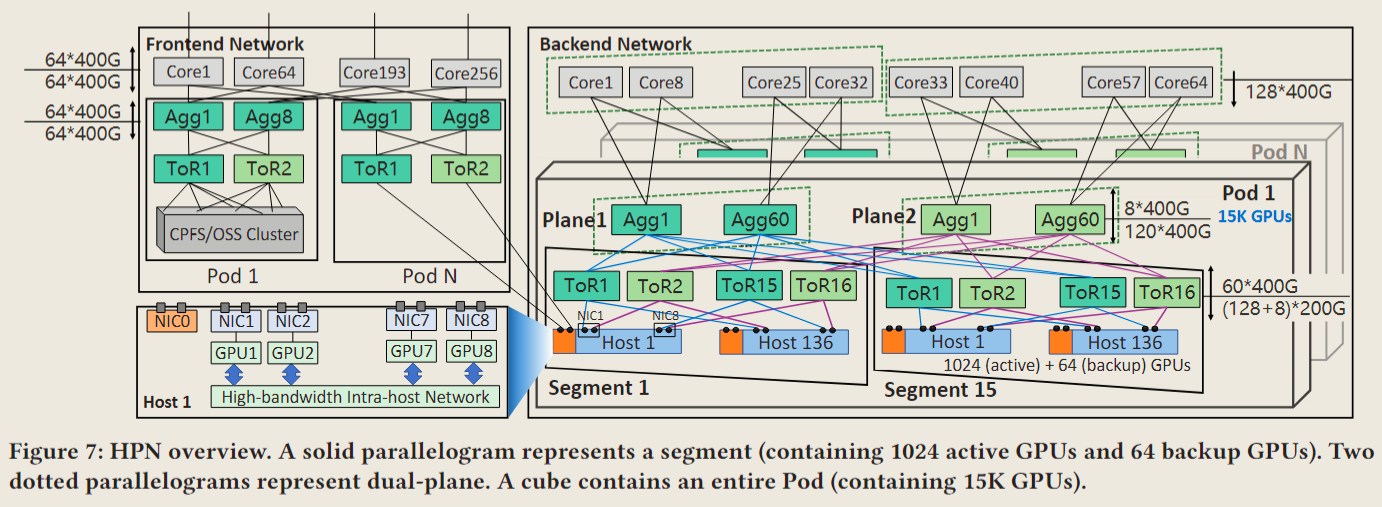 Frontend Network
64*400G
64*400G
Core1
Core64
Core193
Core256
64*400G
64*400G
Agg1
Agg8
Agg1
Agg8
ToR1
ToR2
ToR1
ToR2
CPFS/OSS Cluster
Pod 1
Pod N
NIC0
NIC1
NIC2
NIC7
NIC8
GPU1
GPU2
GPU7
GPU8
High-bandwidth Intra-host Network
Host 1
Backend Network
Core1
Core8
Core25
Core32
Core33
Core40
Core57
Core64
128*400G
Pod N
Pod 1
15K GPUs
Plane1
Agg1
Agg60
Plane2
Agg1
Agg60
8*400G
120*400G
ToR1
ToR2
ToR15
ToR16
ToR1
ToR2
ToR15
ToR16
60*400G
(128+8)*200G
NIC1
NIC8
Host 1
Host 136
Host 1
Host 136
1024 (active) + 64 (backup) GPUs
Segment 1
Segment 15
Figure 7: HPN overview. A solid parallelogram represents a segment (containing 1024 active GPUs and 64 backup GPUs). Two
dotted parallelograms represent dual-plane. A cube contains an entire Pod (containing 15K GPUs).